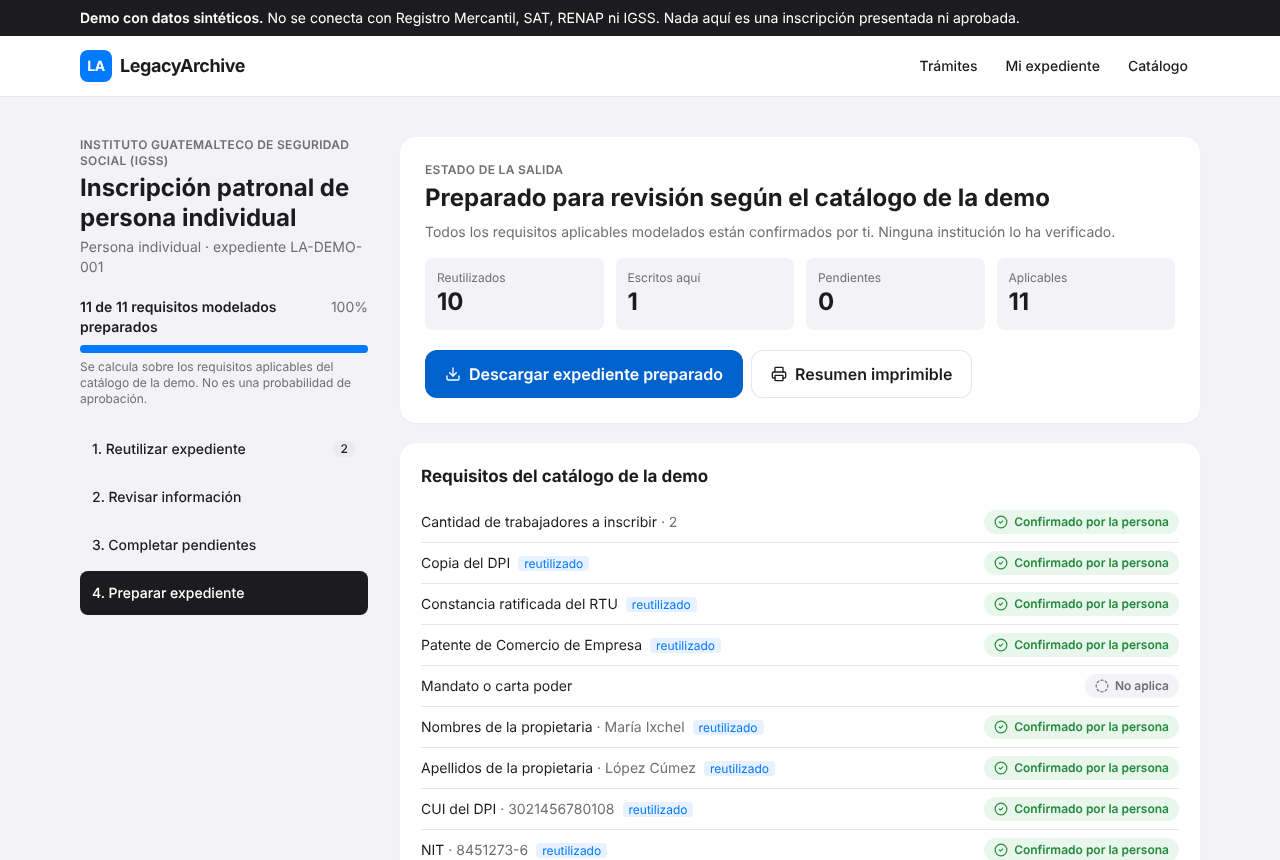 Demo con datos sintéticos. No se conecta con Registro Mercantil, SAT, RENAP ni IGSS. Nada aquí es una inscripción presentada ni aprobada.
LA LegacyArchive
Trámites Mi expediente Catálogo
INSTITUTO GUATEMALTECO DE SEGURIDAD
SOCIAL (IGSS)
Inscripción patronal de
persona individual
Persona individual · expediente LA-DEMO-
001
11 de 11 requisitos modelados
preparados
100%
Se calcula sobre los requisitos aplicables del
catálogo de la demo. No es una probabilidad de
aprobación.
1. Reutilizar expediente 2
2. Revisar información
3. Completar pendientes
4. Preparar expediente
ESTADO DE LA SALIDA
Preparado para revisión según el catálogo de la demo
Todos los requisitos aplicables modelados están confirmados por ti. Ninguna institución lo ha verificado.
Reutilizados
10
Escritos aquí
1
Pendientes
0
Aplicables
11
Descargar expediente preparado
Resumen imprimible
Requisitos del catálogo de la demo
Cantidad de trabajadores a inscribir · 2 Confirmado por la persona
Copia del DPI reutilizado Confirmado por la persona
Constancia ratificada del RTU reutilizado Confirmado por la persona
Patente de Comercio de Empresa reutilizado Confirmado por la persona
Mandato o carta poder No aplica
Nombres de la propietaria · María Ixchel reutilizado Confirmado por la persona
Apellidos de la propietaria · López Cúmez reutilizado Confirmado por la persona
CUI del DPI · 3021456780108 reutilizado Confirmado por la persona
NIT · 8451273-6 reutilizado Confirmado por la persona